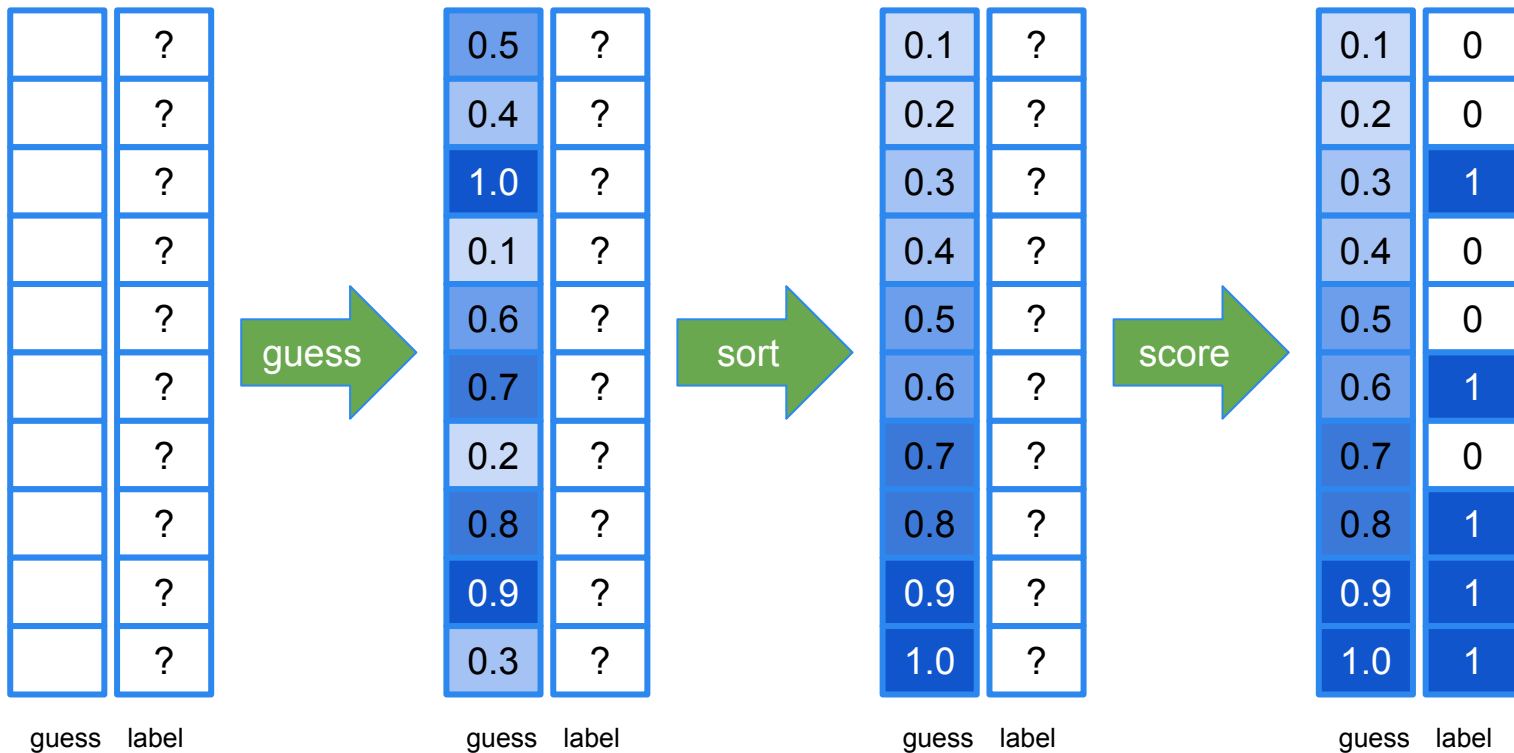 ? 0.5 ? 0.1 ? 0.1 0
? 0.4 ? 0.2 ? 0.2 0
? 1.0 ? 0.3 ? 0.3 1
? 0.1 ? 0.4 ? 0.4 0
? 0.6 ? 0.5 ? 0.5 0
guess sort score
? 0.7 ? 0.6 ? 0.6 1
? 0.2 ? 0.7 ? 0.7 0
? 0.8 ? 0.8 ? 0.8 1
? 0.9 ? 0.9 ? 0.9 1
? 0.3 ? 1.0 ? 1.0 1
guess label guess label guess label guess label